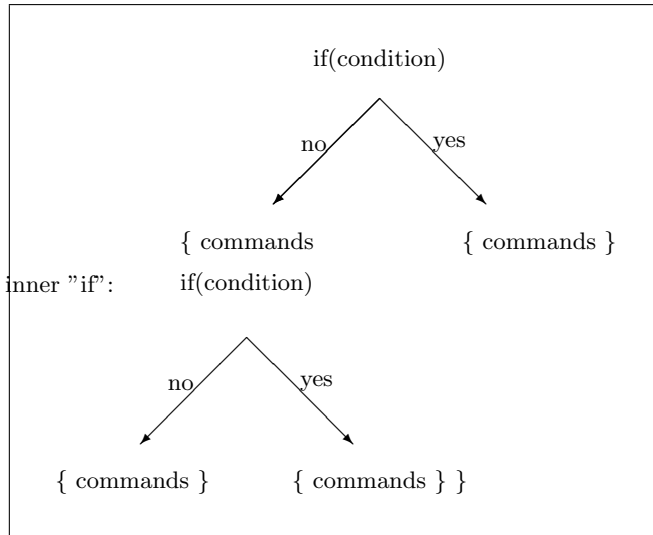 if(condition)
no yes
{ commands { commands }
inner "if": if(condition)
no yes
{ commands } { commands } }